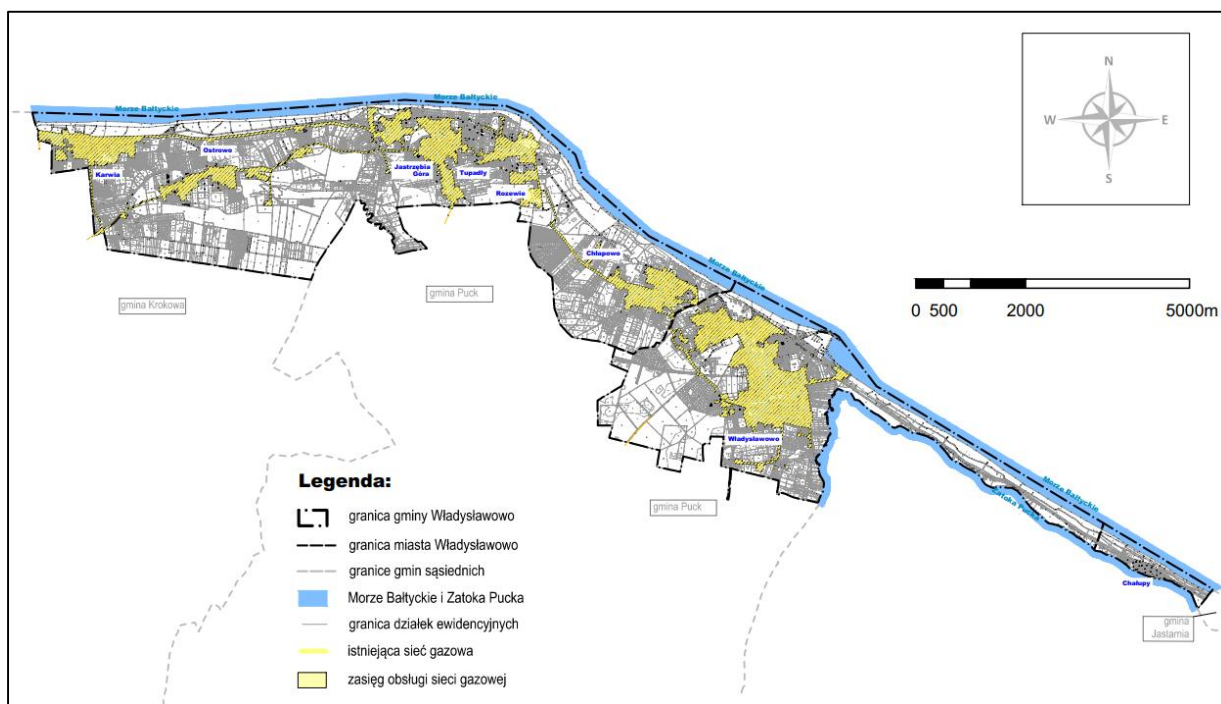 N
W
E
S
Morze Bałtyckie
Morze Bałtyckie
Ostrowo
Karwia
Jastrzębia
Góra
Tupadły
Rozewie
Chłapowo
Morze Bałtyckie
gmina Krokowa
gmina Puck
0 500 2000 5000m
Władysławowo
gmina Puck
Morze Bałtyckie
Zatoka Pucka
Chałupy
gmina
Jastarnia
Legenda:
granica gminy Władysławowo
granica miasta Władysławowo
granice gmin sąsiednich
Morze Bałtyckie i Zatoka Pucka
granica działek ewidencyjnych
istniejąca sieć gazowa
zasięg obsługi sieci gazowej